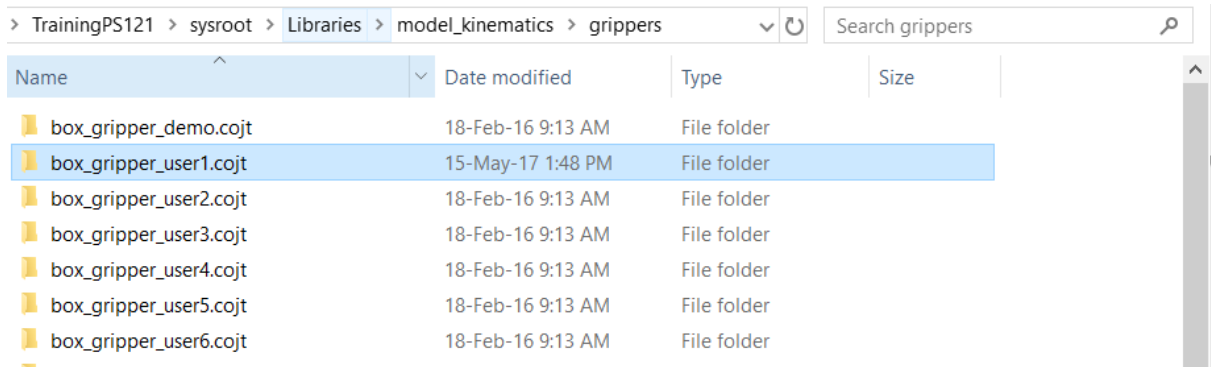 > TrainingPS121 > sysroot > Libraries > model_kinematics > grippers Search grippers
Name Date modified Type Size
box_gripper_demo.cojt 18-Feb-16 9:13 AM File folder
box_gripper_user1.cojt 15-May-17 1:48 PM File folder
box_gripper_user2.cojt 18-Feb-16 9:13 AM File folder
box_gripper_user3.cojt 18-Feb-16 9:13 AM File folder
box_gripper_user4.cojt 18-Feb-16 9:13 AM File folder
box_gripper_user5.cojt 18-Feb-16 9:13 AM File folder
box_gripper_user6.cojt 18-Feb-16 9:13 AM File folder